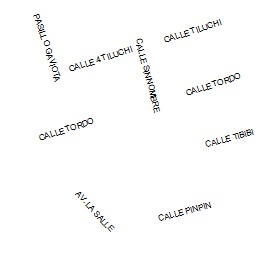 PASILLO GAVIOTA
CALLE 4 TILUCHI
CALLE TILUCHI
CALLE SINNOMBRE
CALLE TORDO
CALLE TORDO
CALLE TIBIBI
AV. LA SALLE
CALLE PINPIN